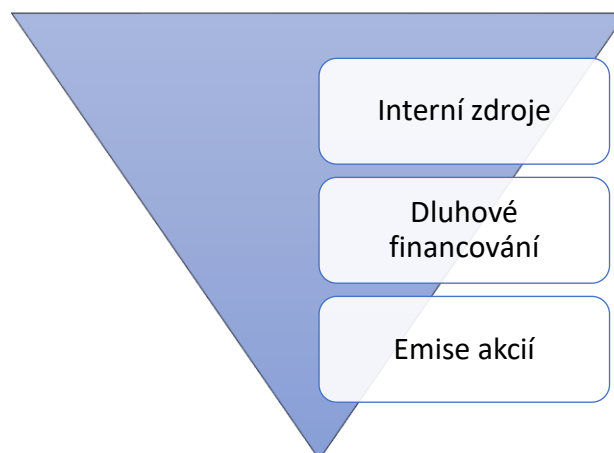 Interní zdroje
Dluhové
financování
Emise akcií